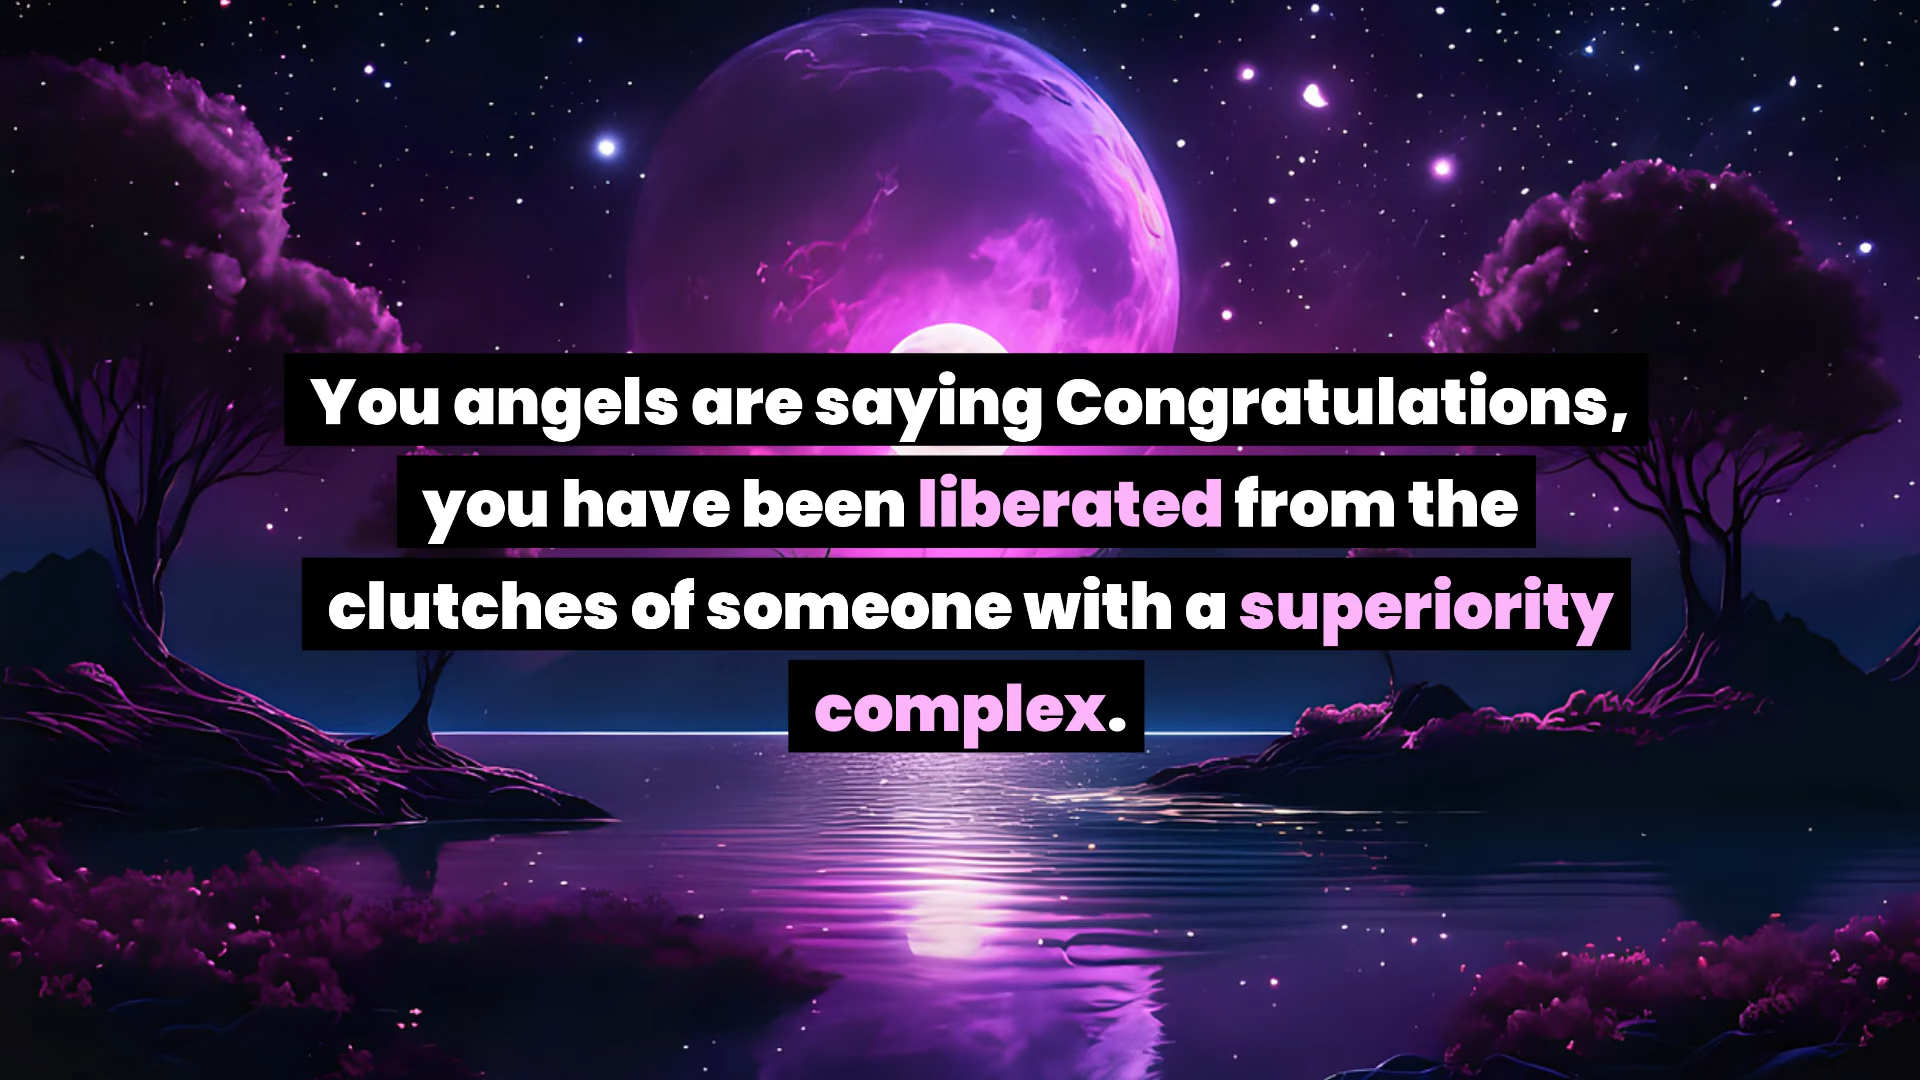 You angels are saying Congratulations,
you have been liberated from the
clutches of someone with a superiority
complex.